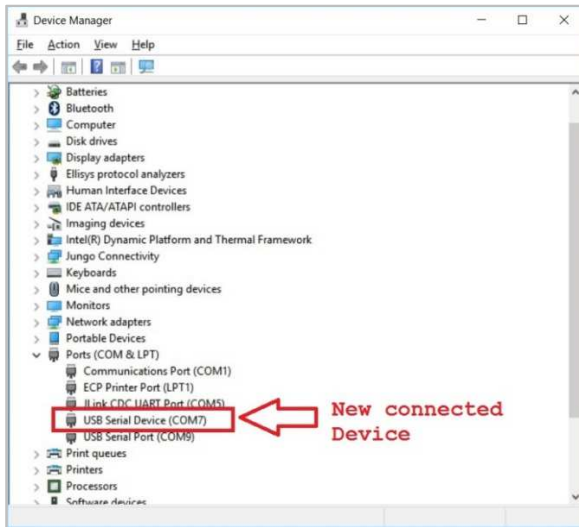 Device Manager
File Action View Help
Batteries
Bluetooth
Computer
Disk drives
Display adapters
Ellisys protocol analyzers
Human Interface Devices
IDE ATA/ATAPI controllers
Imaging devices
Intel(R) Dynamic Platform and Thermal Framework
Jungo Connectivity
Keyboards
Mice and other pointing devices
Monitors
Network adapters
Portable Devices
Ports (COM & LPT)
Communications Port (COM1)
ECP Printer Port (LPT1)
JLink CDC UART Port (COM5)
USB Serial Device (COM7)
USB Serial Port (COM9)
New connected
Device
Print queues
Printers
Processors
Software devices